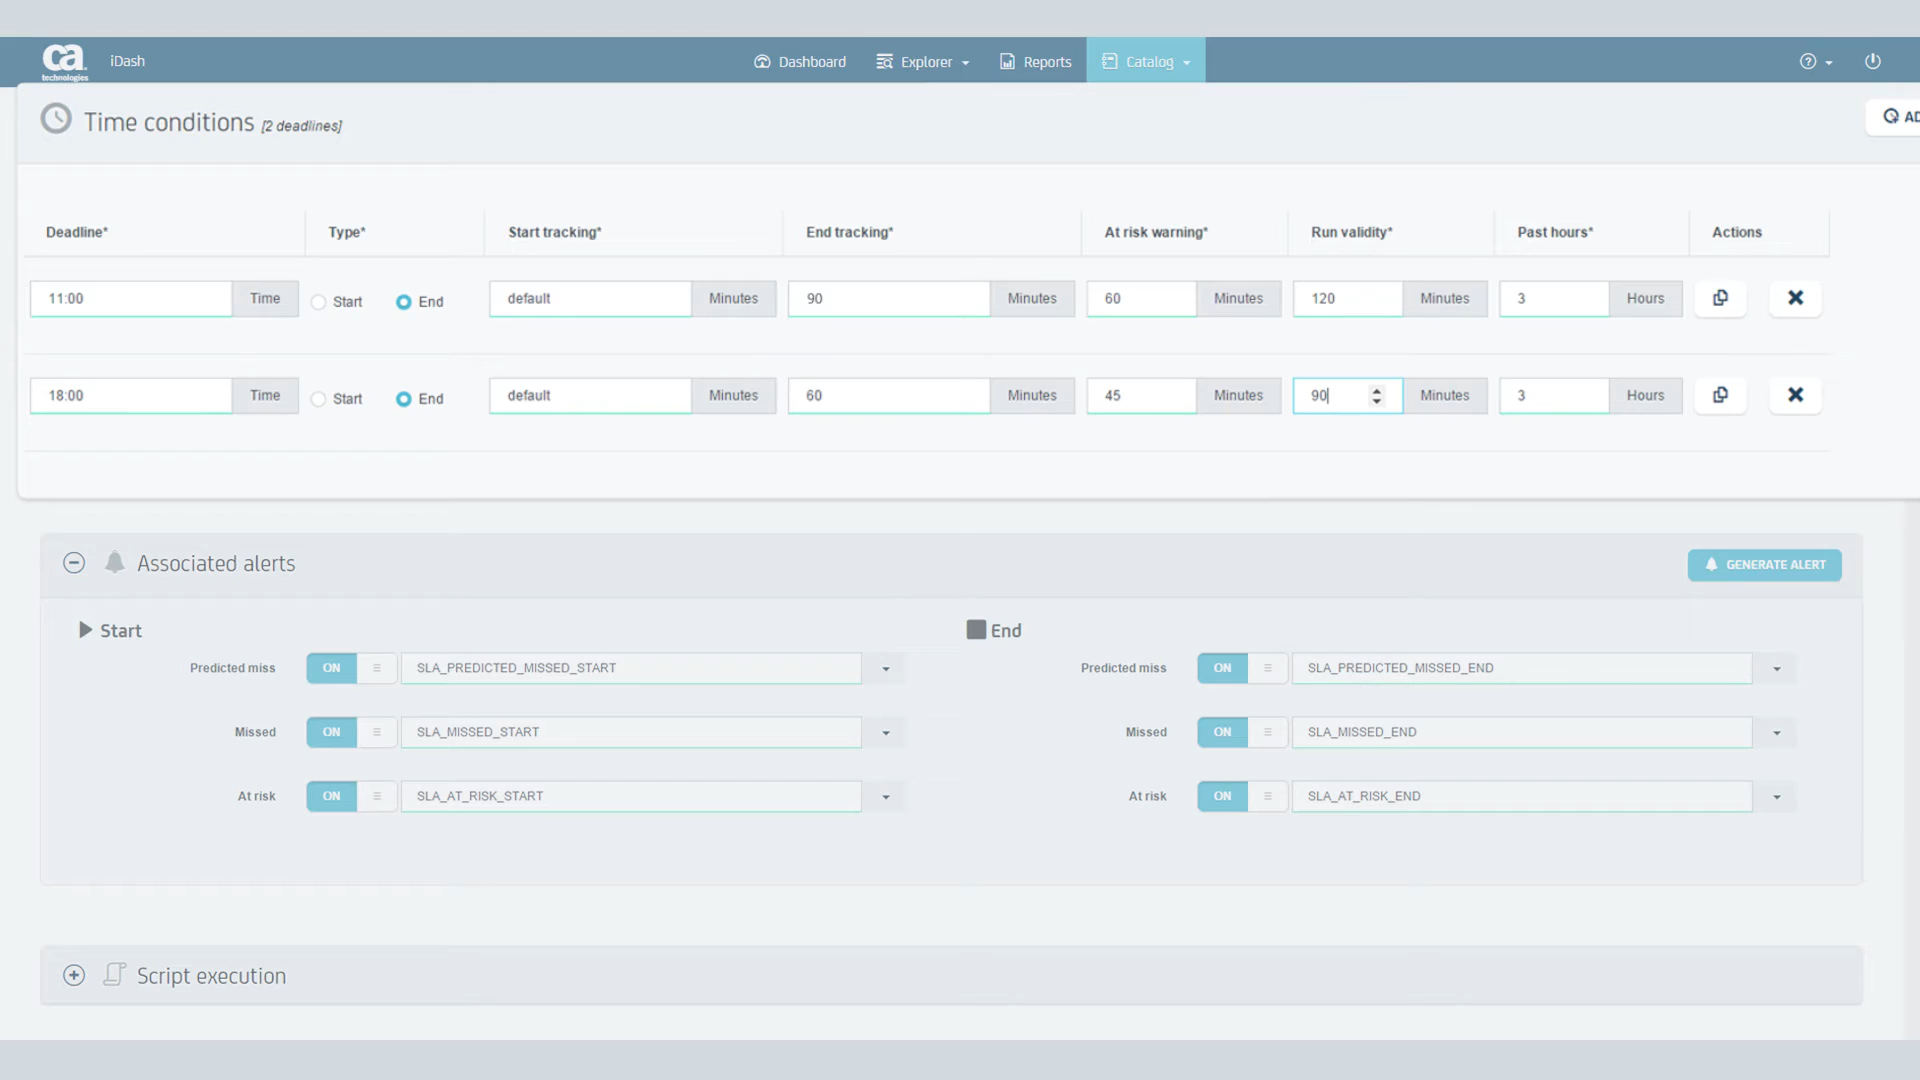 ca technologies iDash Dashboard Explorer Reports Catalog
Time conditions [2 deadlines] AD
Deadline* Type* Start tracking* End tracking* At risk warning* Run validity* Past hours* Actions
11:00 Time Start End default Minutes 90 Minutes 60 Minutes 120 Minutes 3 Hours
18:00 Time Start End default Minutes 60 Minutes 45 Minutes 90 Minutes 3 Hours
Associated alerts GENERATE ALERT
Start End
Predicted miss ON SLA_PREDICTED_MISSED_START Predicted miss ON SLA_PREDICTED_MISSED_END
Missed ON SLA_MISSED_START Missed ON SLA_MISSED_END
At risk ON SLA_AT_RISK_START At risk ON SLA_AT_RISK_END
Script execution